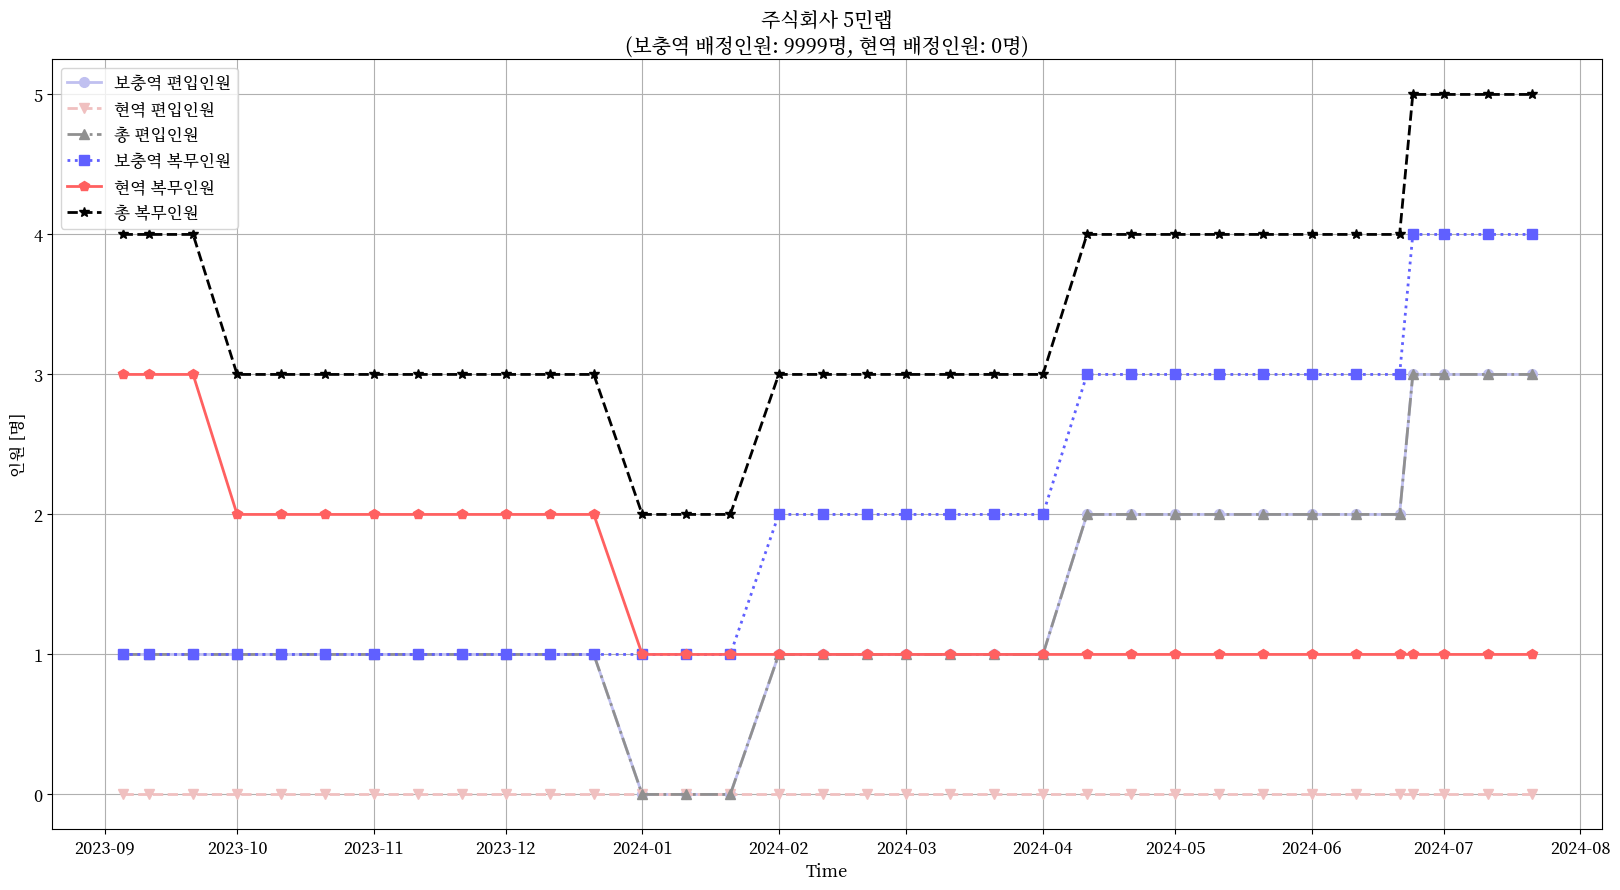 주식회사 5민랩
(보충역 배정인원: 9999명, 현역 배정인원: 0명)
보충역 편입인원
현역 편입인원
총 편입인원
보충역 복무인원
현역 복무인원
총 복무인원
인원 [명]
5
4
3
2
1
0
2023-09
2023-10
2023-11
2023-12
2024-01
2024-02
2024-03
2024-04
2024-05
2024-06
2024-07
2024-08
Time